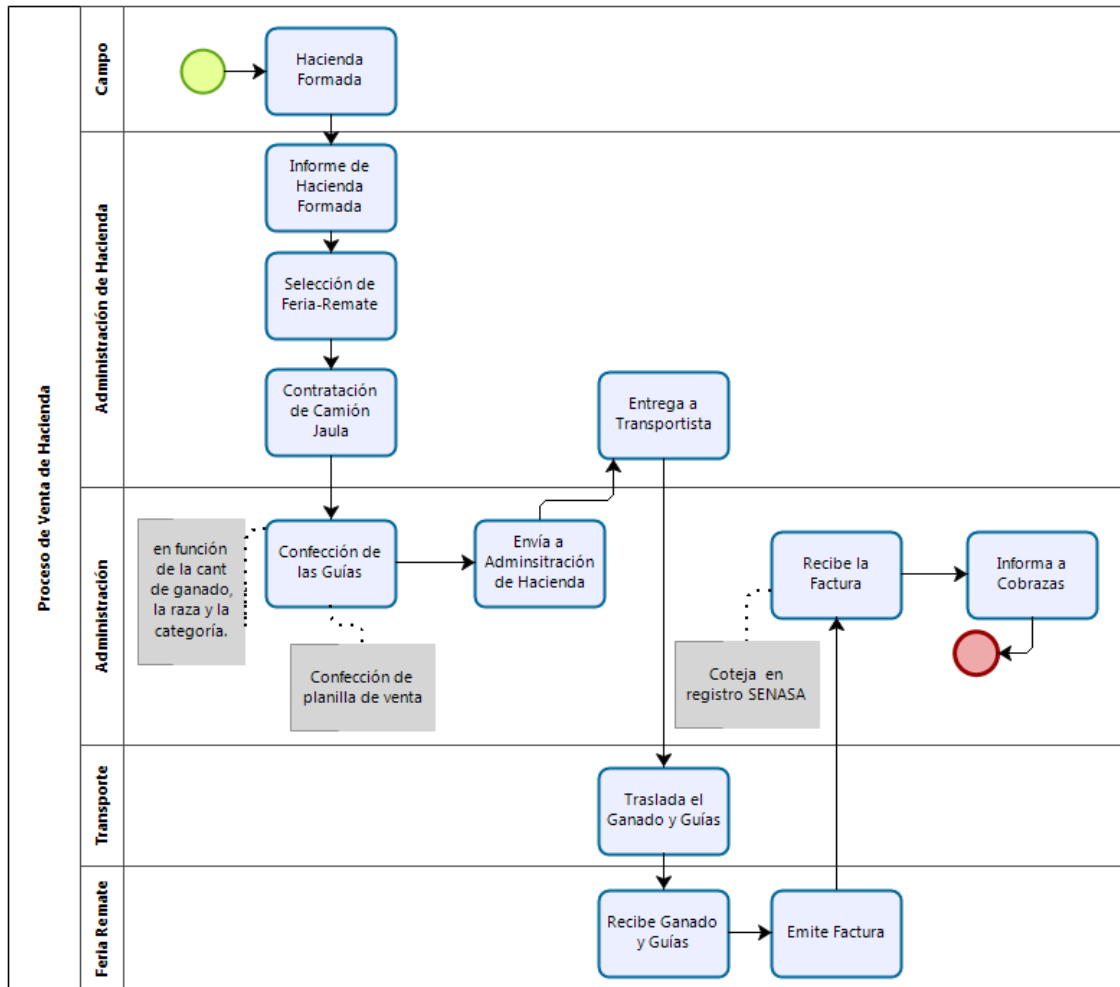 Proceso de Venta de Hacienda
Campo
Hacienda
Formada
Administración de Hacienda
Informe de
Hacienda
Formada
Selección de
Feria-Remate
Contratación
de Camión
Jaula
Entrega a
Transportista
Administración
en función
de la cant
de ganado,
la raza y la
categoría.
Confección de
las Guías
Envía a
Adminsitración
de Hacienda
Recibe la
Factura
Informa a
Cobrazas
Confección de
planilla de venta
Coteja en
registro SENASA
Transporte
Traslada el
Ganado y Guías
Feria Remate
Recibe Ganado
y Guías
Emite Factura